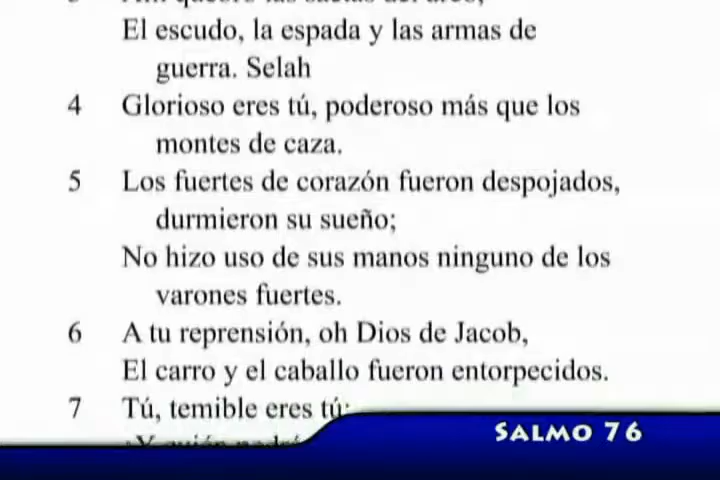 El escudo, la espada y las armas de
guerra. Selah
4 Glorioso eres tú, poderoso más que los
montes de caza.
5 Los fuertes de corazón fueron despojados,
durmieron su sueño;
No hizo uso de sus manos ninguno de los
varones fuertes.
6 A tu reprensión, oh Dios de Jacob,
El carro y el caballo fueron entorpecidos.
7 Tú, temible eres tú;
SALMO 76